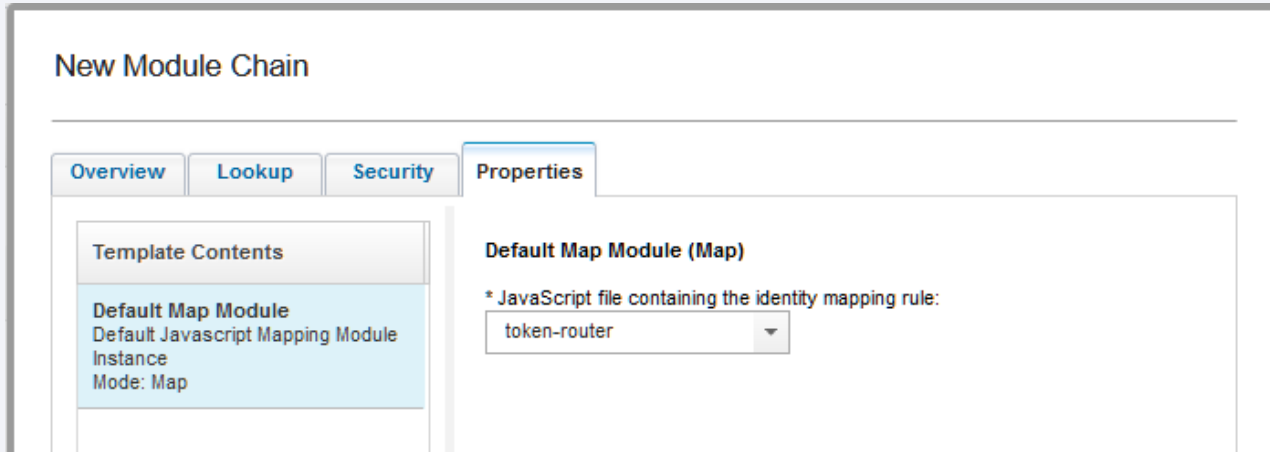 New Module Chain
Overview
Lookup
Security
Properties
Template Contents
Default Map Module
Default Javascript Mapping Module
Instance
Mode: Map
Default Map Module (Map)
* JavaScript file containing the identity mapping rule:
token-router